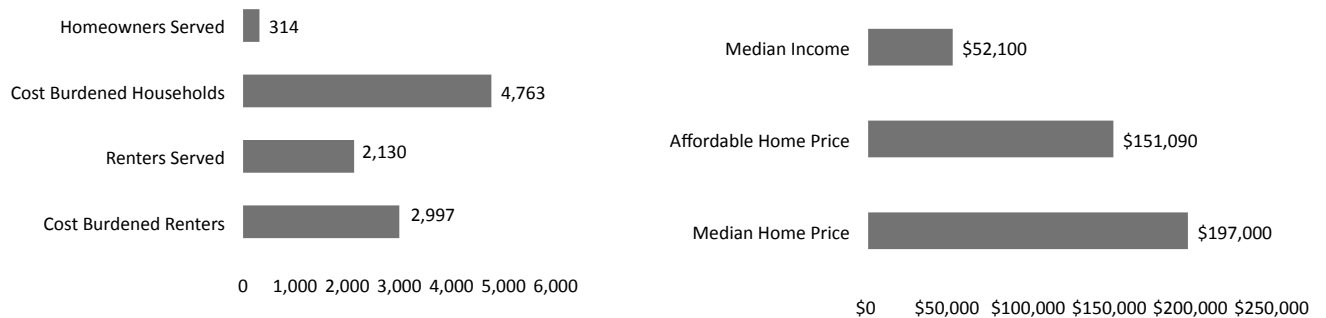 Homeowners Served 314
Cost Burdened Households 4,763
Renters Served 2,130
Cost Burdened Renters 2,997
0 1,000 2,000 3,000 4,000 5,000 6,000
Median Income $52,100
Affordable Home Price $151,090
Median Home Price $197,000
$0 $50,000 $100,000 $150,000 $200,000 $250,000